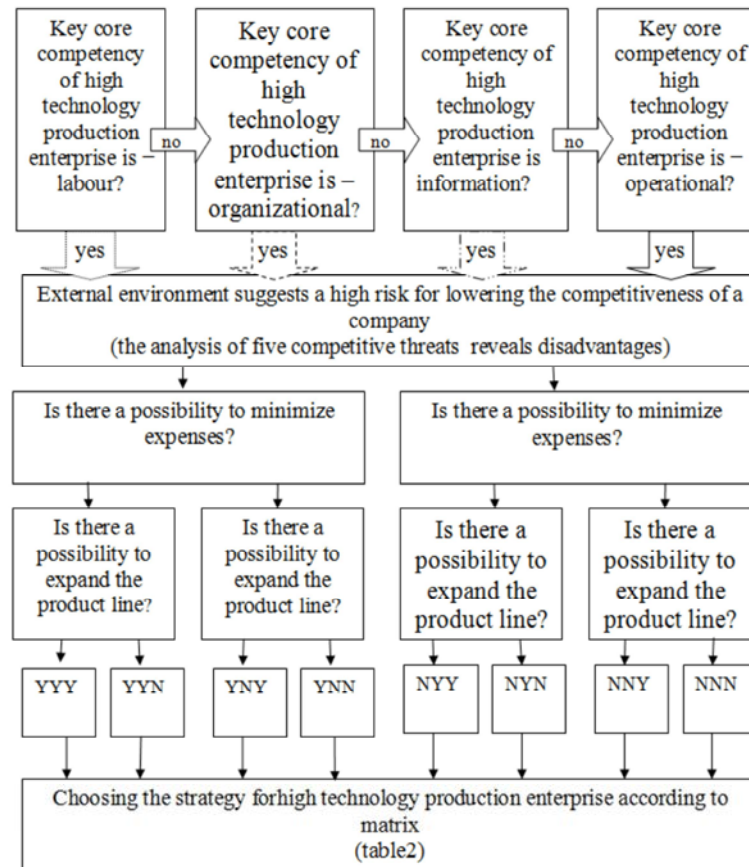 Key core
competency
of high
technology
production
enterprise is –
labour?
no
Key core
competency of
high
technology
production
enterprise is –
organizational?
no
Key core
competency of
high
technology
production
enterprise is
information?
no
Key core
competency of
high
technology
production
enterprise is –
operational?
yes
yes
yes
yes
External environment suggests a high risk for lowering the competitiveness of a
company
(the analysis of five competitive threats reveals disadvantages)
Is there a possibility to minimize
expenses?
Is there a possibility to minimize
expenses?
Is there a
possibility to
expand the
product line?
Is there a
possibility to
expand the
product line?
Is there a
possibility to
expand the
product line?
Is there a
possibility to
expand the
product line?
YYY
YYN
YNY
YNN
NYY
NYN
NNY
NNN
Choosing the strategy forhigh technology production enterprise according to
matrix
(table2)